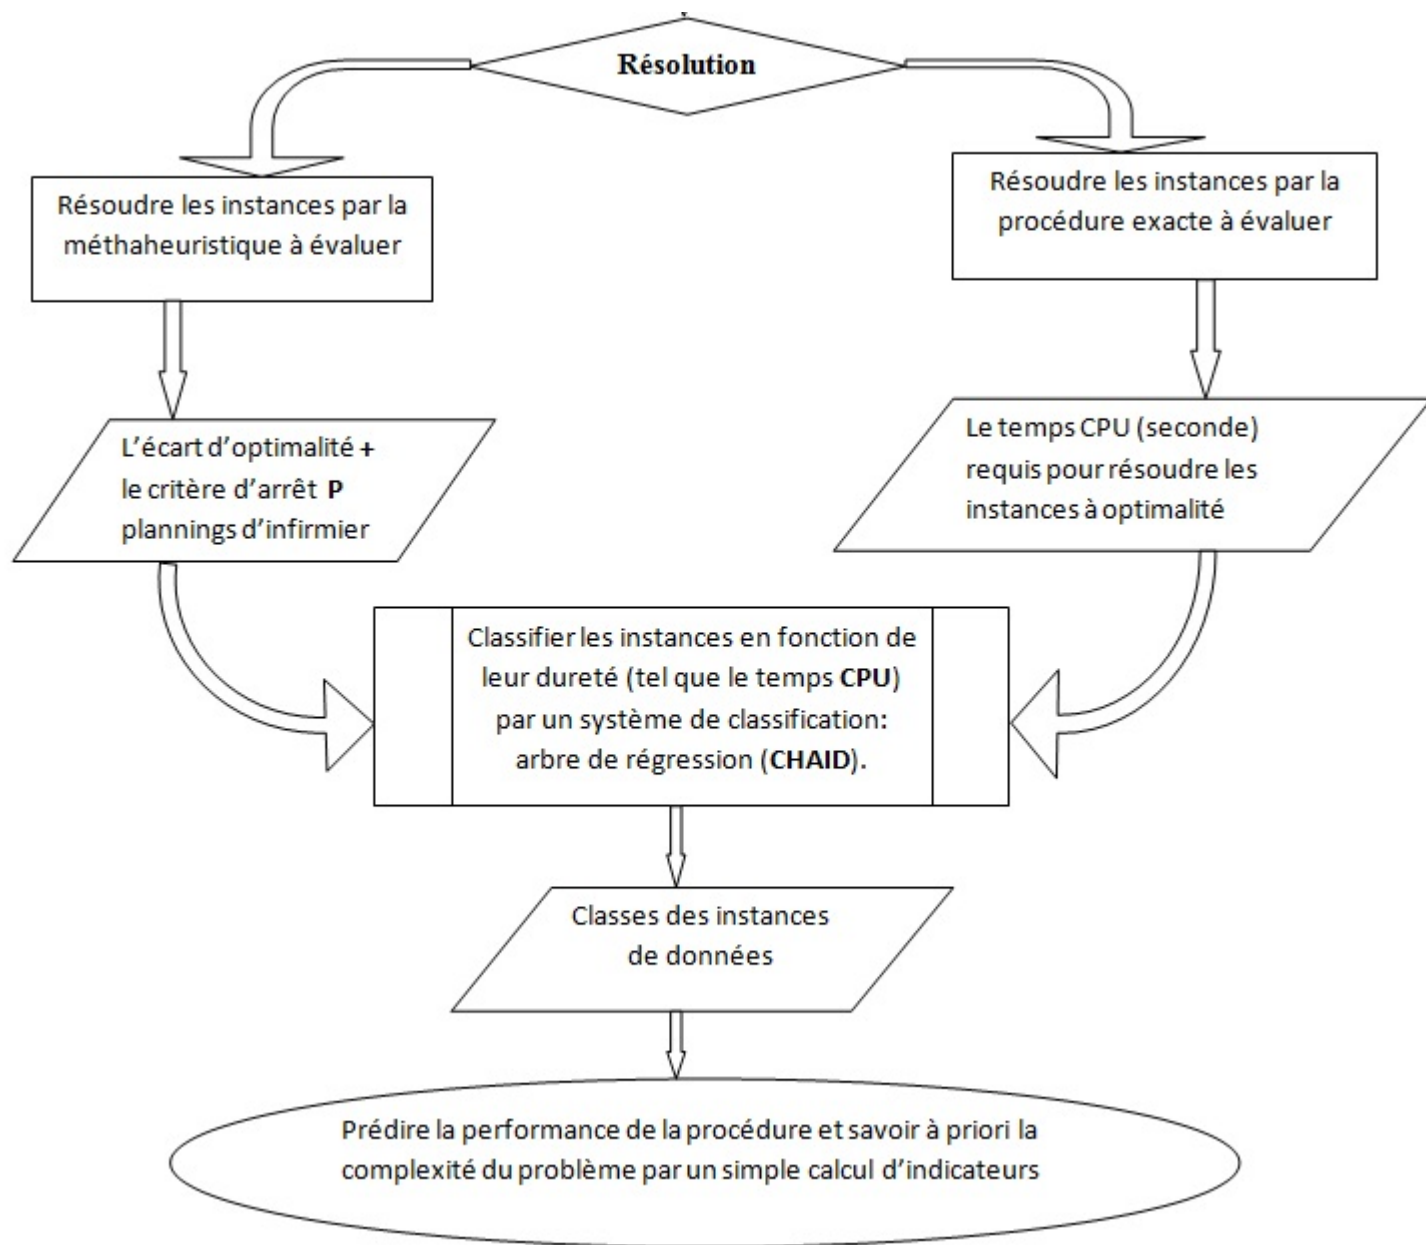 Résolution
Résoudre les instances par la
méthaheuristique à évaluer
Résoudre les instances par la
procédure exacte à évaluer
L'écart d'optimalité +
le critère d'arrêt P
plannings d'infirmier
Le temps CPU (seconde)
requis pour résoudre les
instances à optimalité
Classifier les instances en fonction de
leur dureté (tel que le temps CPU)
par un système de classification:
arbre de régression (CHAID).
Classes des instances
de données
Prédire la performance de la procédure et savoir à priori la
complexité du problème par un simple calcul d'indicateurs